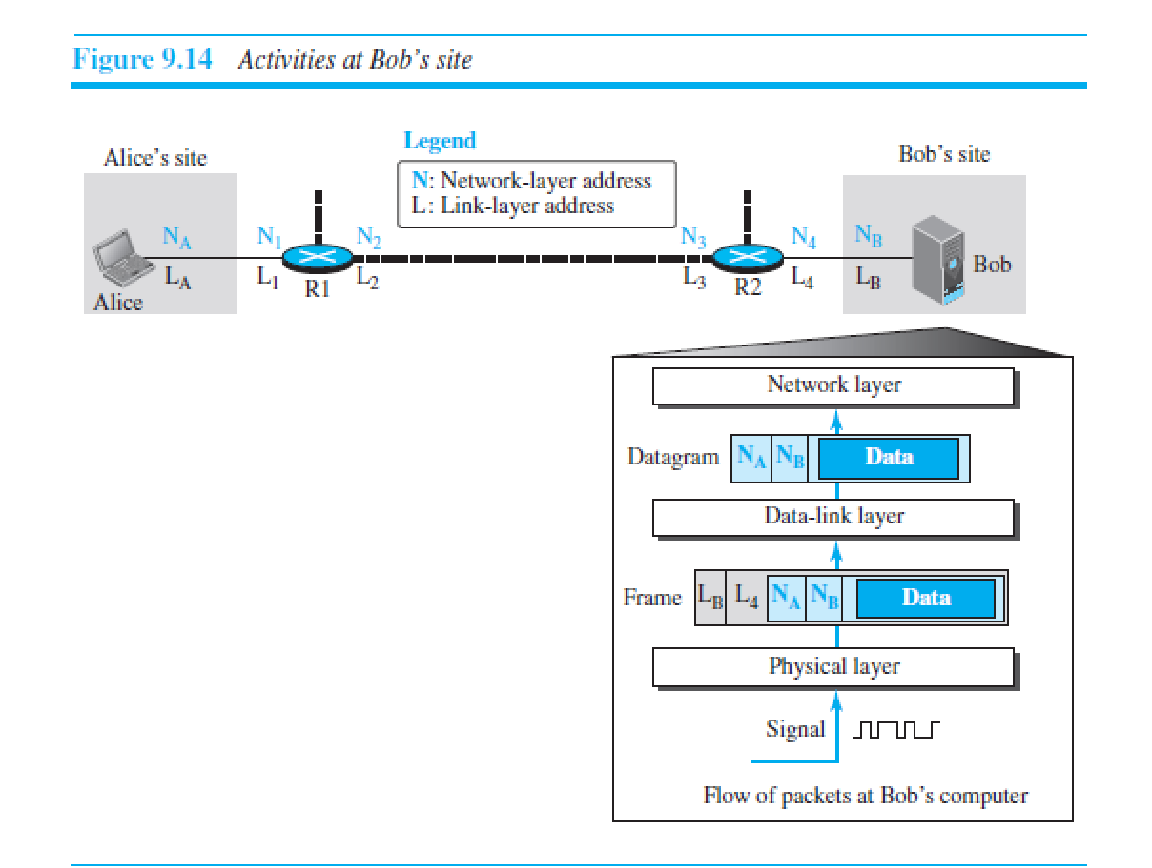 Figure 9.14 Activities at Bob's site
Legend
Alice's site
Bob's site
N: Network-layer address
L: Link-layer address
NA N1 N2 N3 N4 NB
LA L1 L2 L3 L4 LB
Alice R1 R2 Bob
Network layer
Datagram NA NB Data
Data-link layer
Frame LB L4 NA NB Data
Physical layer
Signal
Flow of packets at Bob's computer